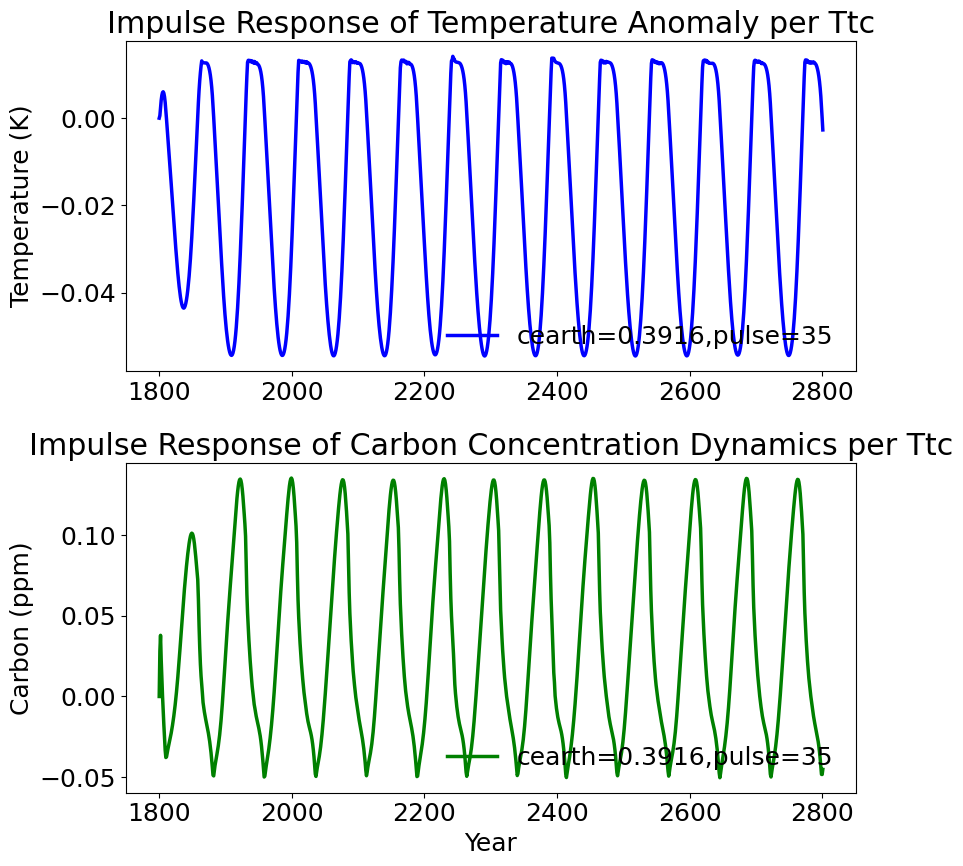 Impulse Response of Temperature Anomaly per Ttc
Temperature (K)
0.00
−0.02
−0.04
cearth=0.3916,pulse=35
1800 2000 2200 2400 2600 2800
Impulse Response of Carbon Concentration Dynamics per Ttc
Carbon (ppm)
0.10
0.05
0.00
−0.05
cearth=0.3916,pulse=35
1800 2000 2200 2400 2600 2800
Year